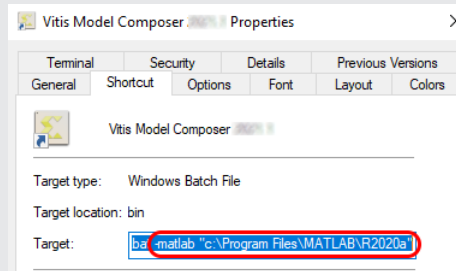 Vitis Model Composer Properties
Terminal Security Details Previous Versions
General Shortcut Options Font Layout Colors
Vitis Model Composer
Target type: Windows Batch File
Target location: bin
Target: bat -matlab "c:\Program Files\MATLAB\R2020a"